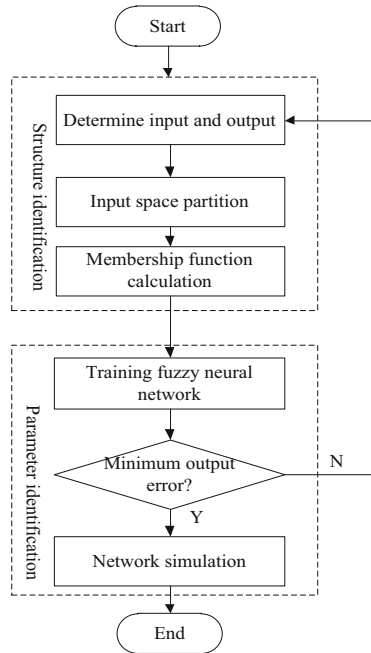 Start
Structure identification
Determine input and output
Input space partition
Membership function
calculation
Parameter identification
Training fuzzy neural
network
Minimum output
error?
N
Y
Network simulation
End